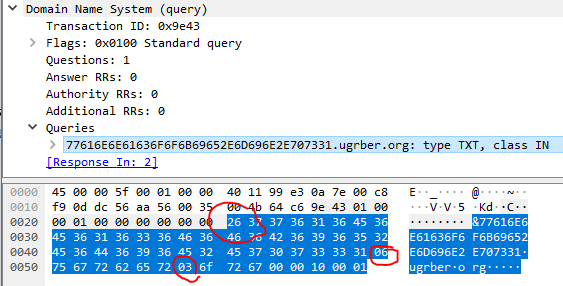 Domain Name System (query)
Transaction ID: 0x9e43
Flags: 0x0100 Standard query
Questions: 1
Answer RRs: 0
Authority RRs: 0
Additional RRs: 0
Queries
77616E6E61636F6F6B69652E6D696E2E707331.ugrber.org: type TXT, class IN
[Response In: 2]
0000 45 00 00 5f 00 01 00 00 40 11 99 e3 0a 7e 00 c8 E··_···· @····~··
0010 f9 0d dc 56 aa 56 00 35 00 4b 64 c6 9e 43 01 00 ···V·V·5 ·Kd··C··
0020 00 01 00 00 00 00 00 00 26 37 37 36 31 36 45 36 ········ &77616E6
0030 45 36 31 36 33 36 46 36 46 36 42 36 39 36 35 32 E61636F6 F6B69652
0040 45 36 44 36 39 36 45 32 45 37 30 37 33 33 31 06 E6D696E2 E707331·
0050 75 67 72 62 65 72 03 6f 72 67 00 00 10 00 01 ugrber·o rg·····